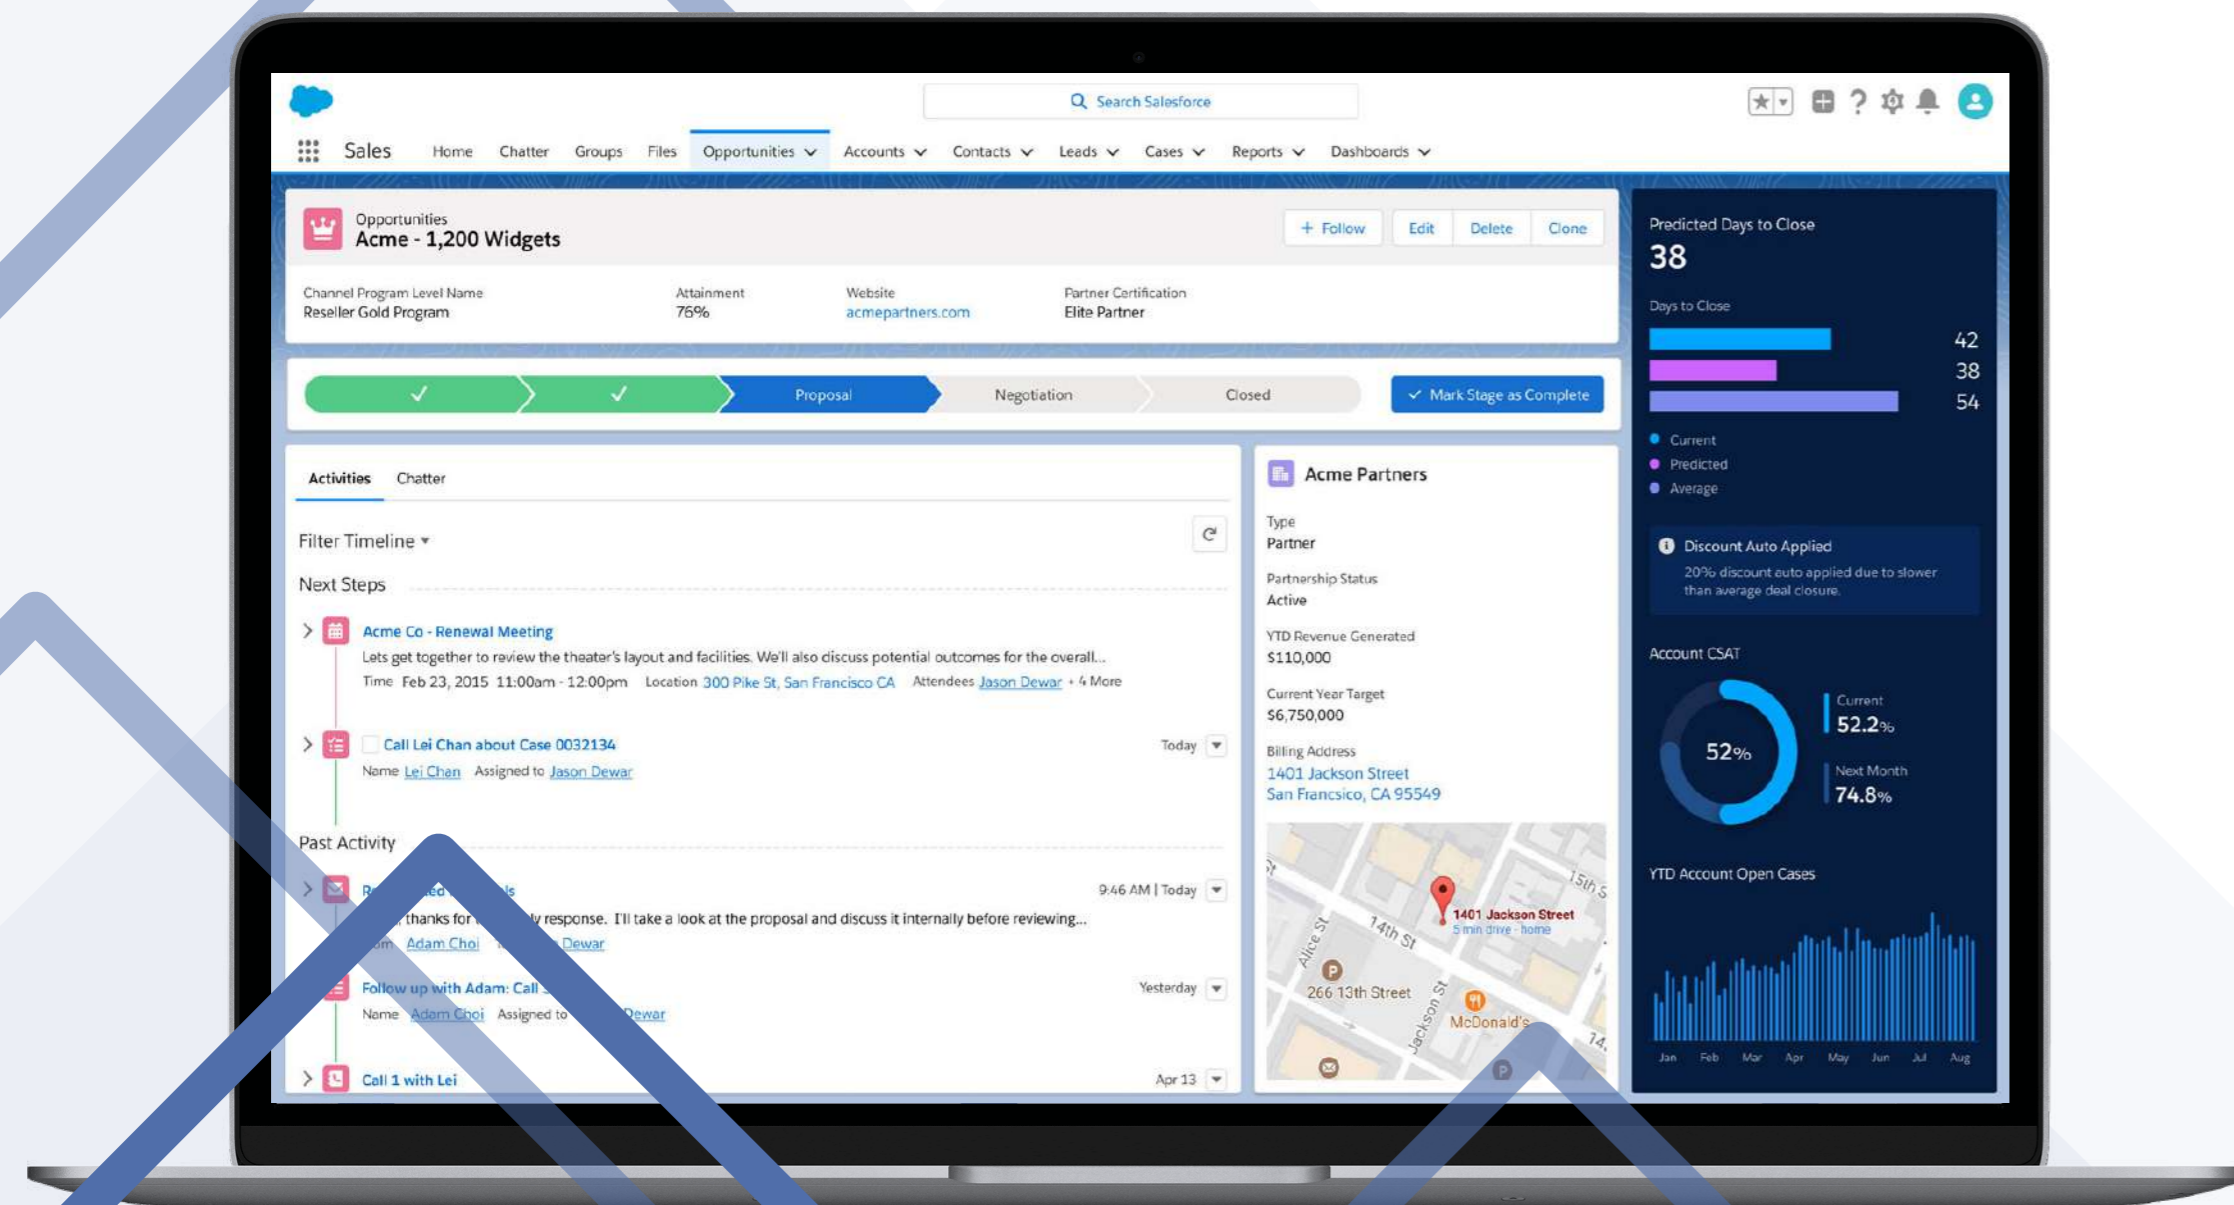 Search Salesforce
Sales Home Chatter Groups Files Opportunities Accounts Contacts Leads Cases Reports Dashboards
Opportunities
Acme - 1,200 Widgets
+ Follow Edit Delete Clone
Channel Program Level Name Attainment Website Partner Certification
Reseller Gold Program 76% acmepartners.com Elite Partner
Proposal Negotiation Closed Mark Stage as Complete
Activities Chatter
Filter Timeline
Next Steps
Acme Co - Renewal Meeting
Lets get together to review the theater's layout and facilities. We'll also discuss potential outcomes for the overall...
Time Feb 23, 2015 11:00am - 12:00pm Location 300 Pike St, San Francisco CA Attendees Jason Dewar + 4 More
Call Lei Chan about Case 0032134 Today
Name Lei Chan Assigned to Jason Dewar
Past Activity
9:46 AM | Today
thanks for response. I'll take a look at the proposal and discuss it internally before reviewing...
Adam Choi Dewar
Follow up with Adam: Call Yesterday
Name Adam Choi Assigned to Dewar
Call 1 with Lei Apr 13
Acme Partners
Type
Partner
Partnership Status
Active
YTD Revenue Generated
$110,000
Current Year Target
$6,750,000
Billing Address
1401 Jackson Street
San Francsico, CA 95549
15th S
1401 Jackson Street
5 min drive - home
14th St
Alice St
P
266 13th Street
Jackson St
McDonald's
14
P
Predicted Days to Close
38
Days to Close
42
38
54
Current
Predicted
Average
Discount Auto Applied
20% discount auto applied due to slower
than average deal closure.
Account CSAT
52%
Current
52.2%
Next Month
74.8%
YTD Account Open Cases
Jan Feb Mar Apr May Jun Jul Aug